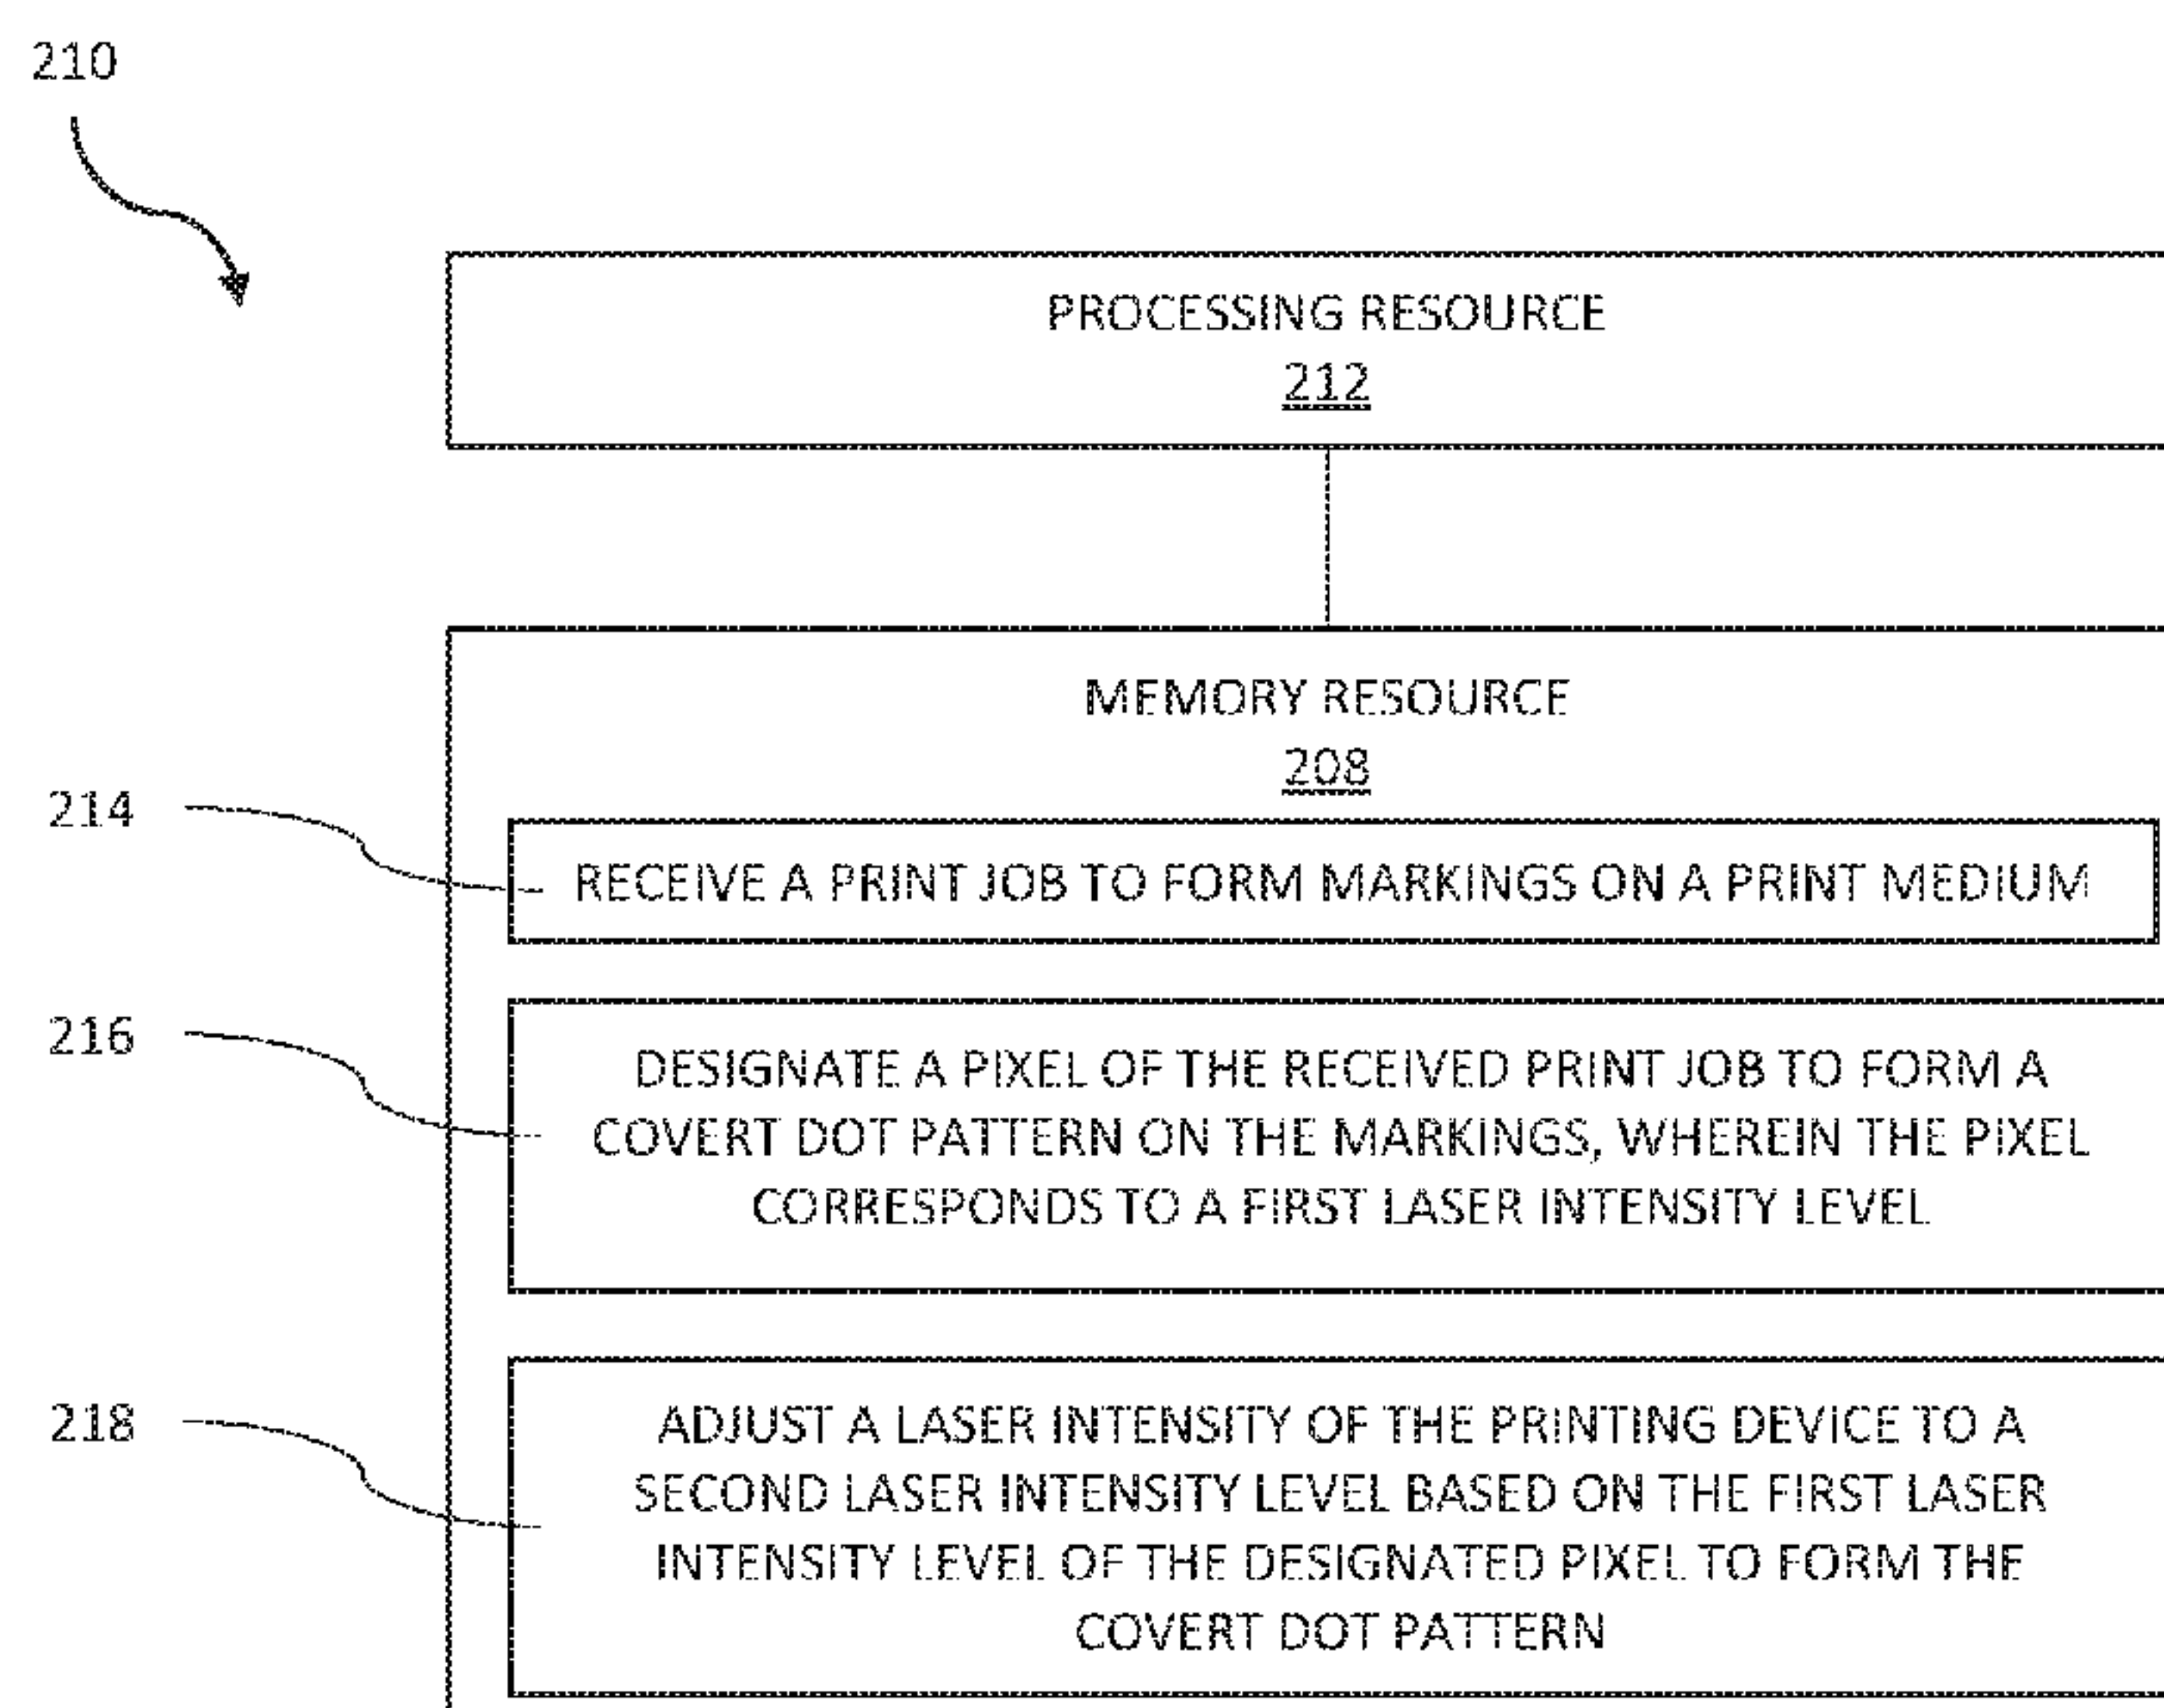 210
PROCESSING RESOURCE
212
MEMORY RESOURCE
208
214
RECEIVE A PRINT JOB TO FORM MARKINGS ON A PRINT MEDIUM
216
DESIGNATE A PIXEL OF THE RECEIVED PRINT JOB TO FORM A
COVERT DOT PATTERN ON THE MARKINGS, WHEREIN THE PIXEL
CORRESPONDS TO A FIRST LASER INTENSITY LEVEL
218
ADJUST A LASER INTENSITY OF THE PRINTING DEVICE TO A
SECOND LASER INTENSITY LEVEL BASED ON THE FIRST LASER
INTENSITY LEVEL OF THE DESIGNATED PIXEL TO FORM THE
COVERT DOT PATTERN